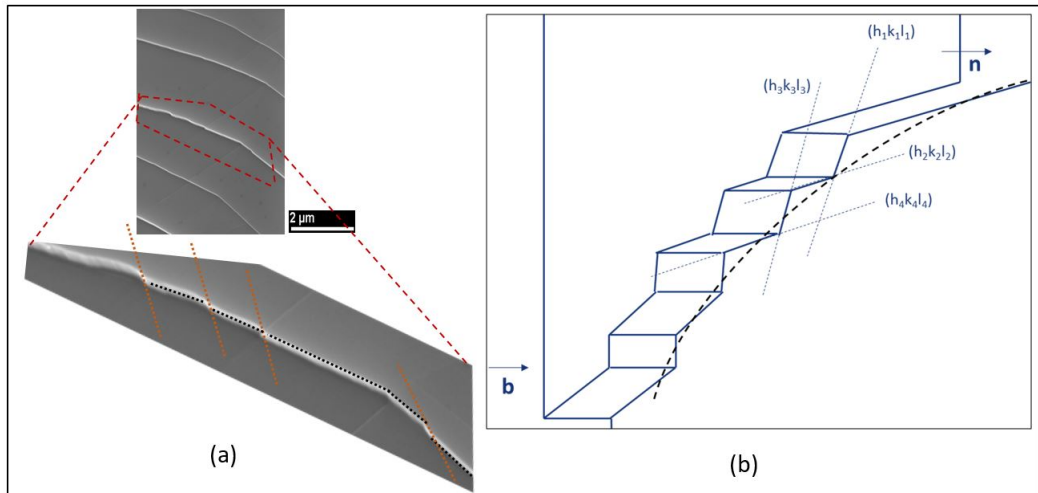 2 µm
(a)
(h₁k₁l₁)
n
(h₃k₃l₃)
(h₂k₂l₂)
(h₄k₄l₄)
b
(b)